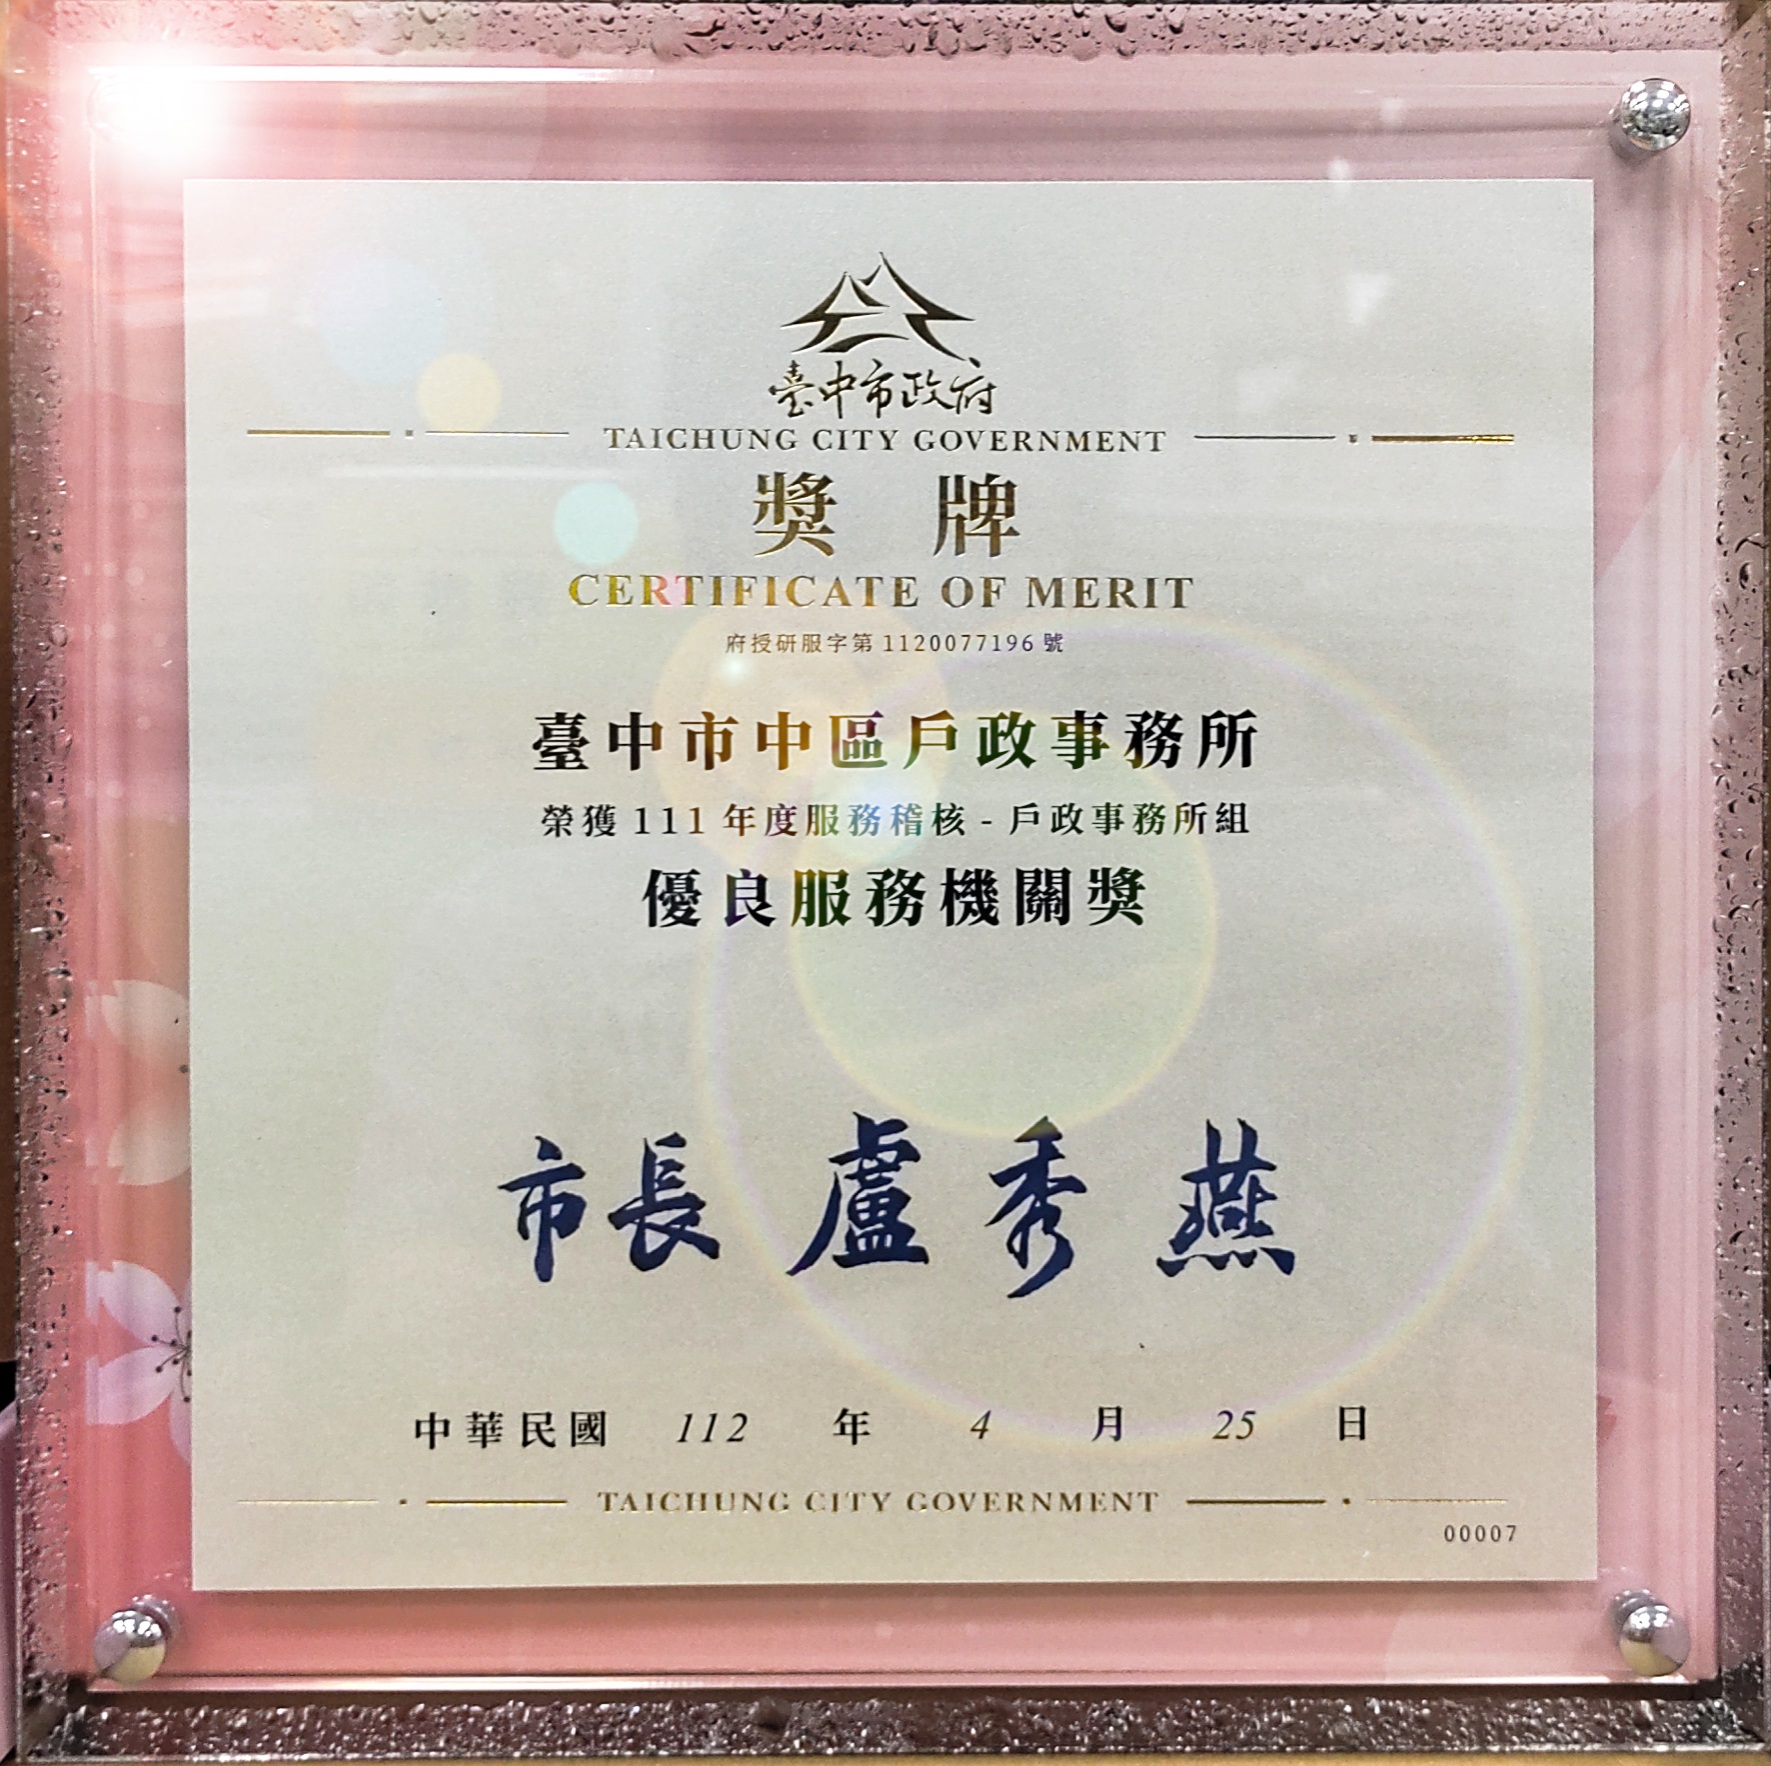 臺中市政府
TAICHUNG CITY GOVERNMENT
獎 牌
CERTIFICATE OF MERIT
府授研服字第1120077196號
臺中市中區戶政事務所
榮獲111年度服務稽核-戶政事務所組
優良服務機關獎
市長 盧秀燕
中華民國 112 年 4 月 25 日
TAICHUNG CITY GOVERNMENT
00007